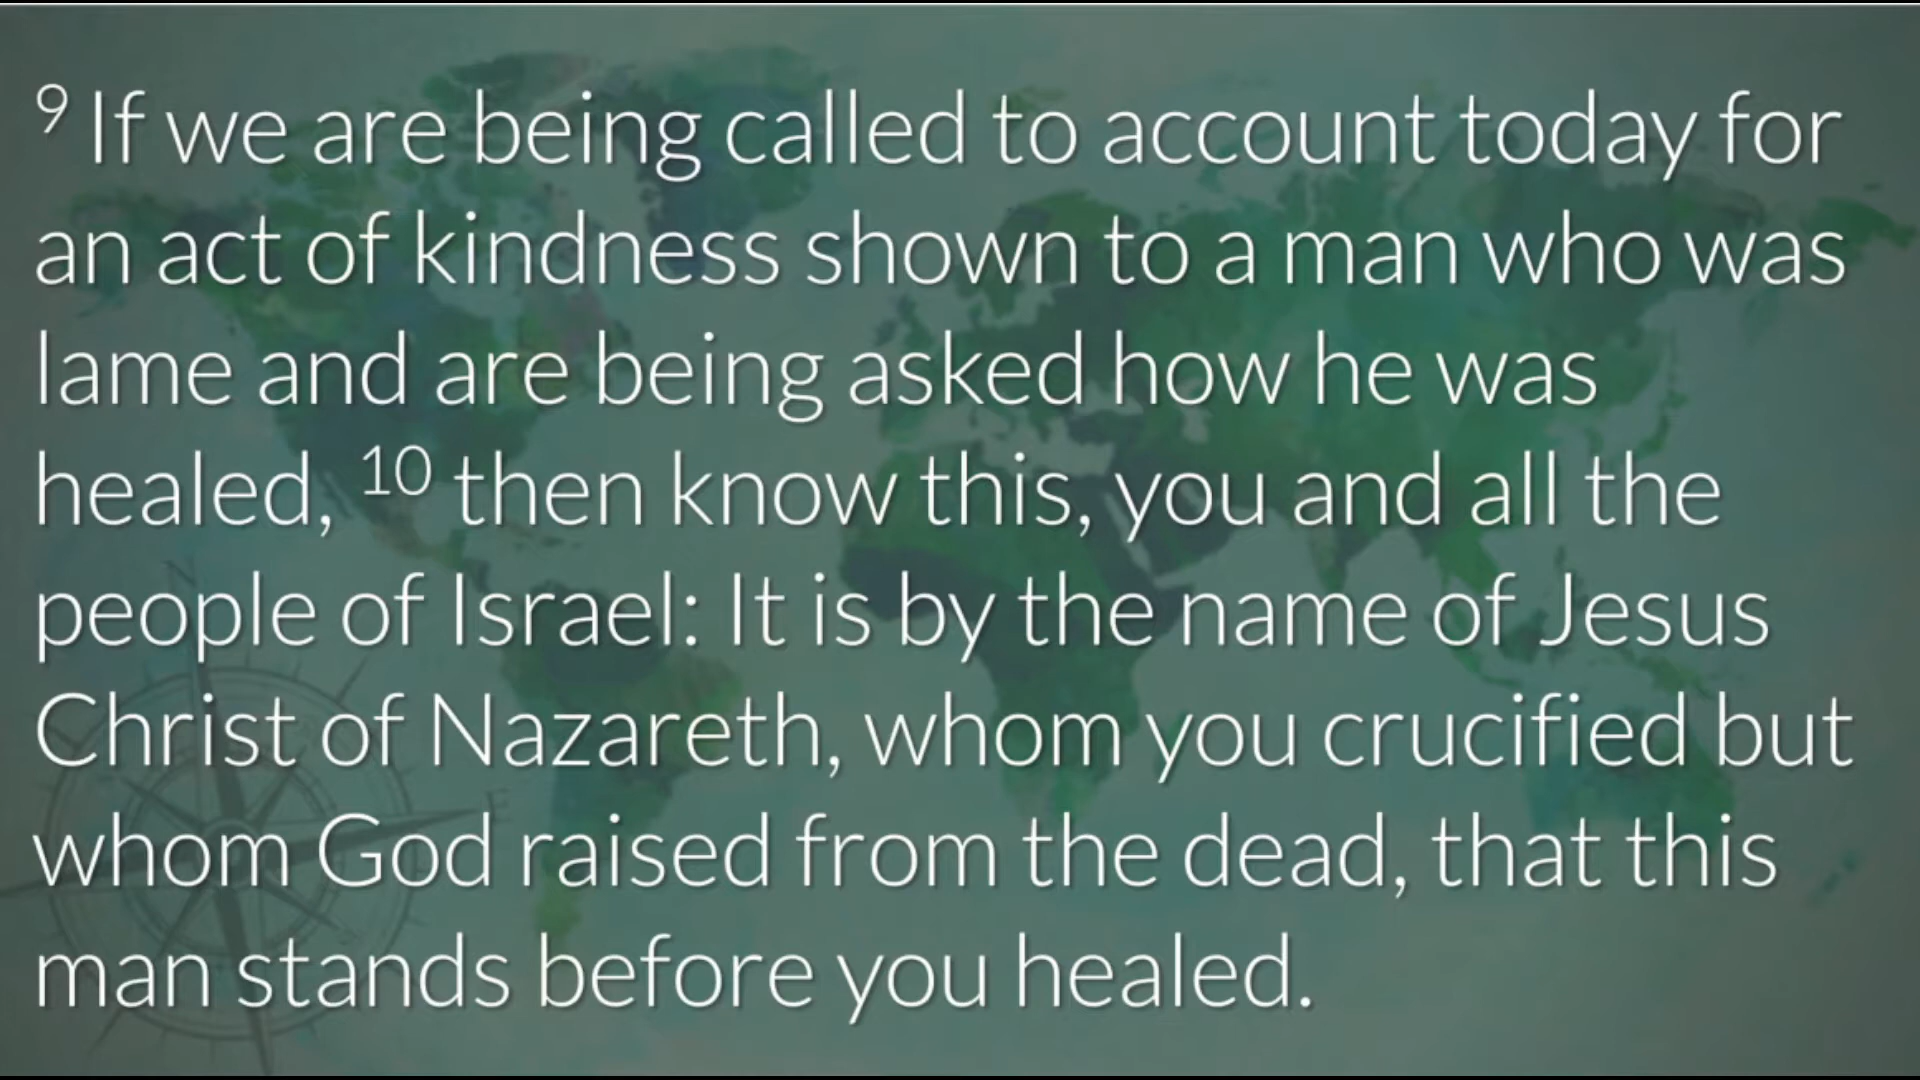 9 If we are being called to account today for
an act of kindness shown to a man who was
lame and are being asked how he was
healed, 10 then know this, you and all the
people of Israel: It is by the name of Jesus
Christ of Nazareth, whom you crucified but
whom God raised from the dead, that this
man stands before you healed.